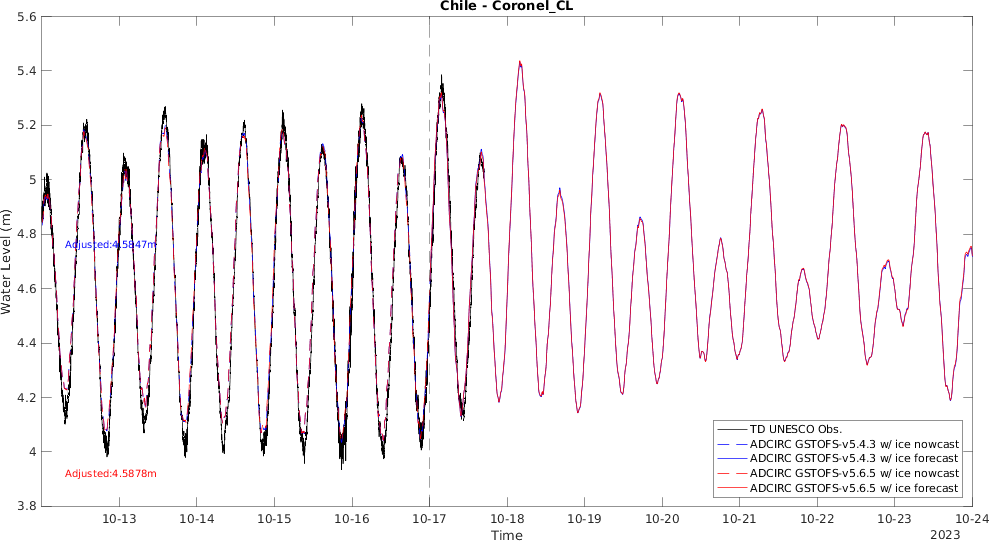 Chile - Coronel_CL
5.6
5.4
5.2
5
4.8
4.6
4.4
4.2
4
3.8
Water Level (m)
Adjusted:4.5847m
Adjusted:4.5878m
TD UNESCO Obs.
ADCIRC GSTOFS-v5.4.3 w/ ice nowcast
ADCIRC GSTOFS-v5.4.3 w/ ice forecast
ADCIRC GSTOFS-v5.6.5 w/ ice nowcast
ADCIRC GSTOFS-v5.6.5 w/ ice forecast
10-13 10-14 10-15 10-16 10-17 10-18 10-19 10-20 10-21 10-22 10-23 10-24
Time
2023